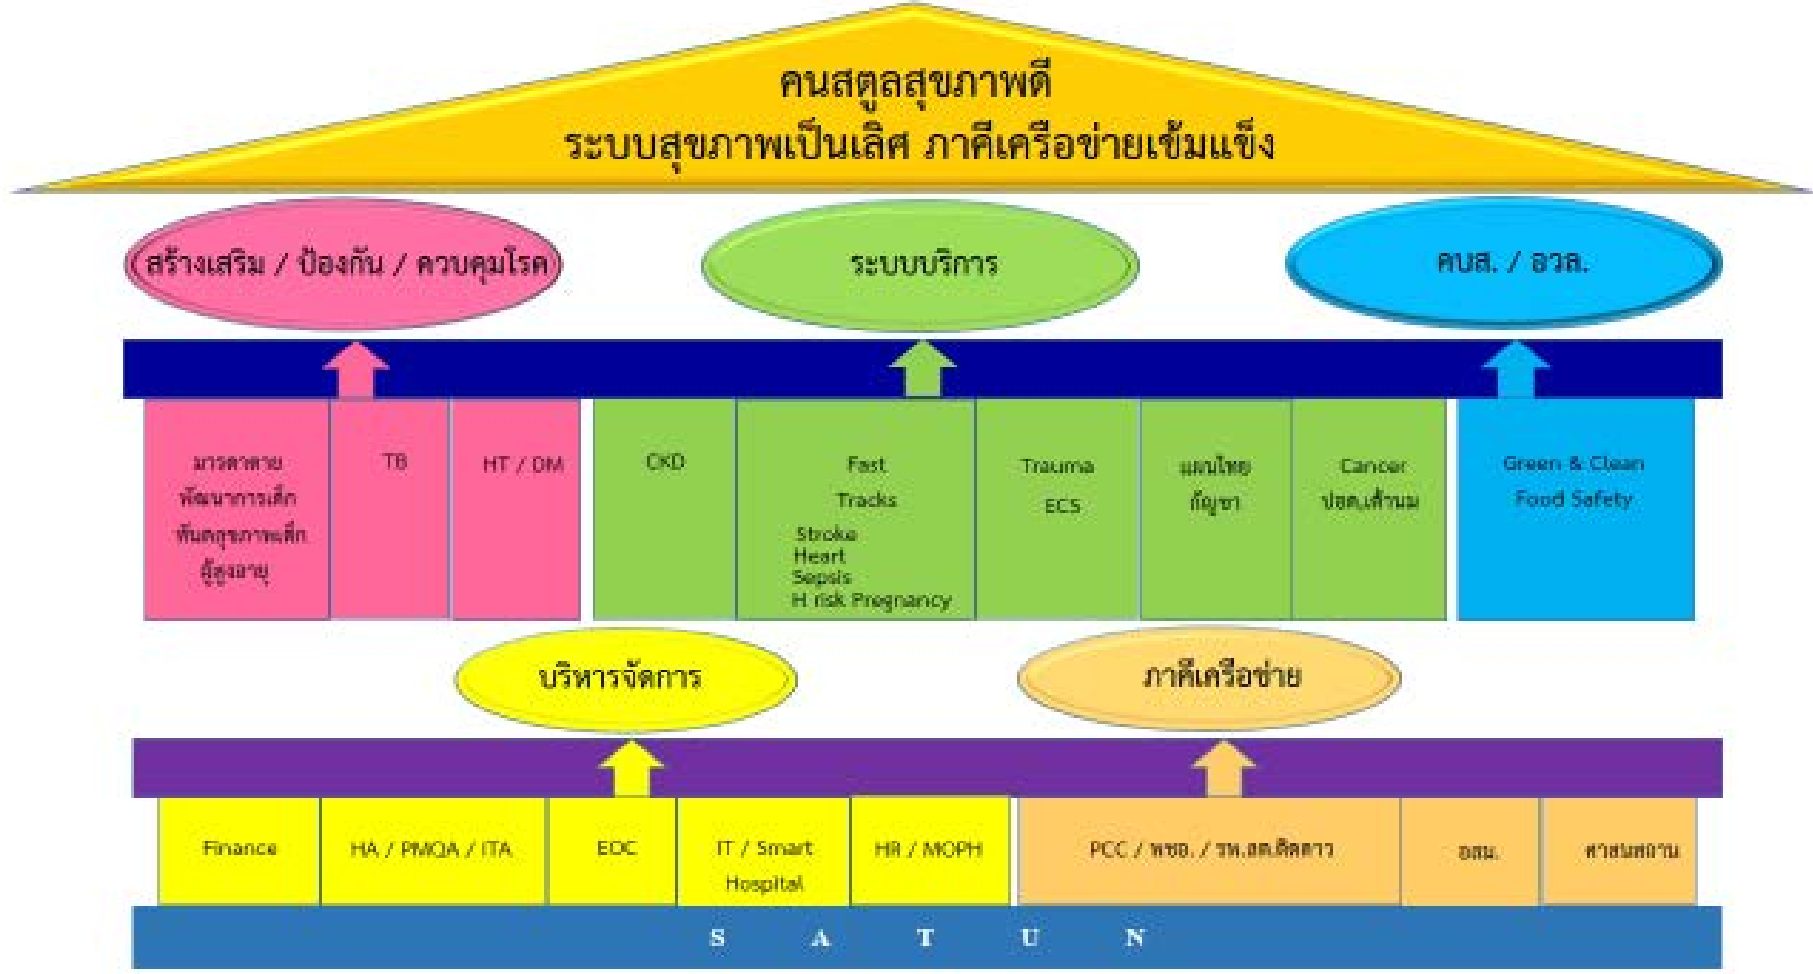 คนสตูลสุขภาพดี
ระบบสุขภาพเป็นเลิศ ภาคีเครือข่ายเข้มแข็ง
สร้างเสริม / ป้องกัน / ควบคุมโรค
ระบบบริการ
คบส. / อวล.
มารดาตาย
พัฒนาการเด็ก
ทันตสุขภาพเด็ก
ผู้สูงอายุ
TB
HT / DM
CKD
Fast
Tracks
Stroke
Heart
Sepsis
H risk Pregnancy
Trauma
ECS
แผนไทย
กัญชา
Cancer
ปอด,เต้านม
Green & Clean
Food Safety
บริหารจัดการ
ภาคีเครือข่าย
Finance
HA / PMQA / ITA
EOC
IT / Smart
Hospital
HR / MOPH
PCC / พชอ. / รพ.สต.ติดดาว
อสม.
ศาสนสถาน
S A T U N